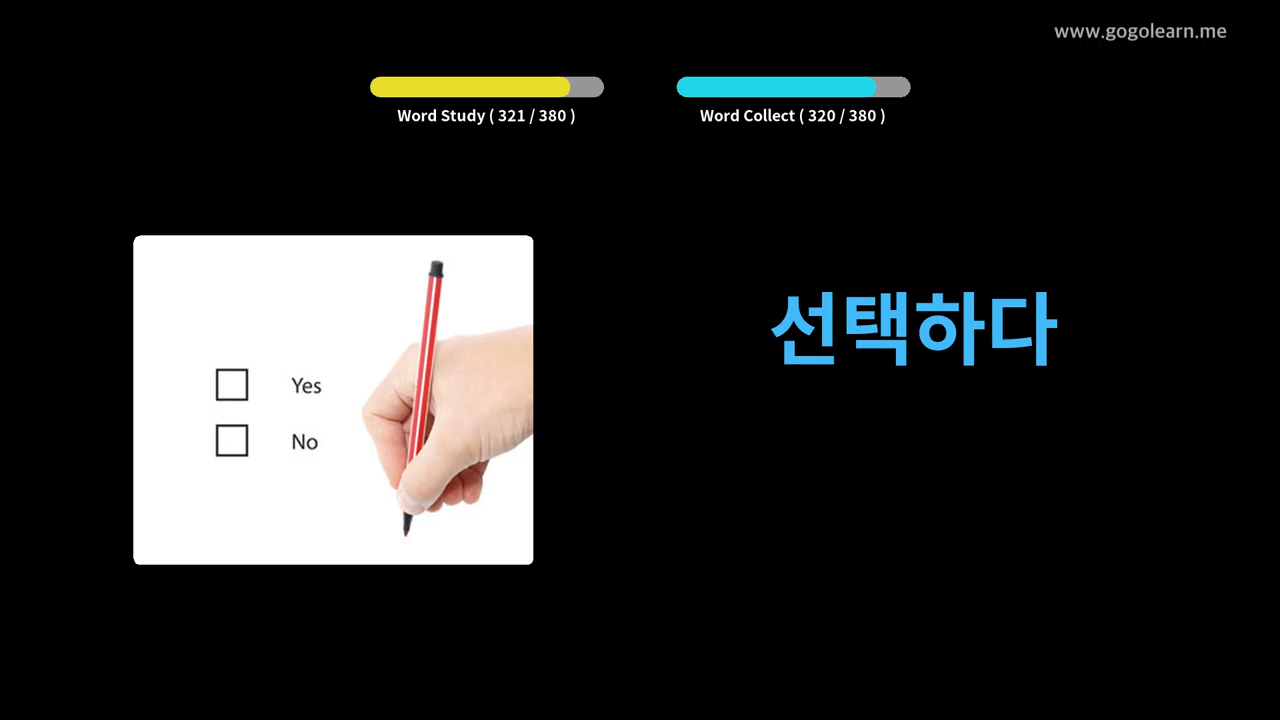 www.gogolearn.me
Word Study ( 321 / 380 )
Word Collect ( 320 / 380 )
선택하다
Yes
No